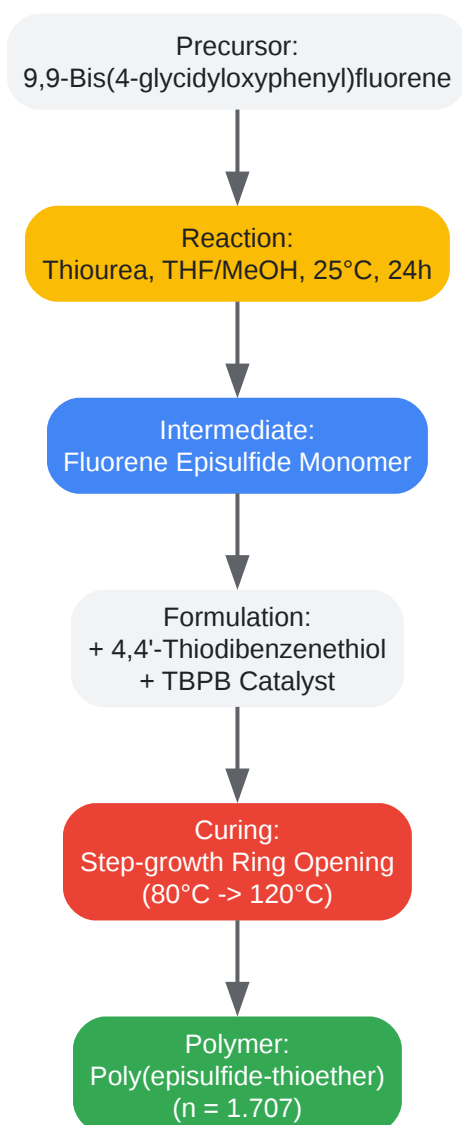 Precursor:
9,9-Bis(4-glycidyloxyphenyl)fluorene
Reaction:
Thiourea, THF/MeOH, 25°C, 24h
Intermediate:
Fluorene Episulfide Monomer
Formulation:
+ 4,4'-Thiodibenzenethiol
+ TBPB Catalyst
Curing:
Step-growth Ring Opening
(80°C -> 120°C)
Polymer:
Poly(episulfide-thioether)
(n = 1.707)